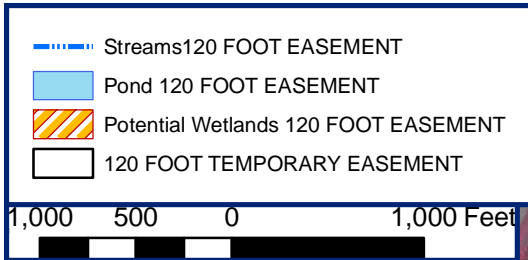 Streams120 FOOT EASEMENT
Pond 120 FOOT EASEMENT
Potential Wetlands 120 FOOT EASEMENT
120 FOOT TEMPORARY EASEMENT
1,000 500 0 1,000 Feet